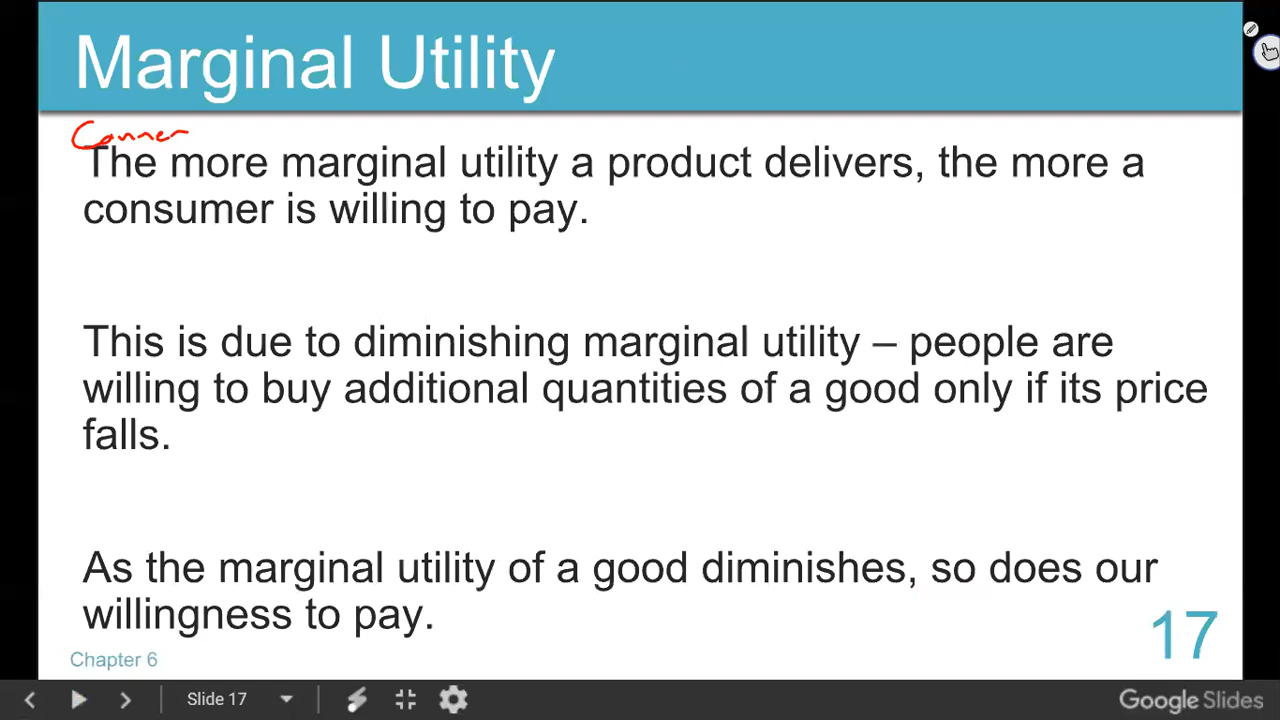 Marginal Utility
Conner
The more marginal utility a product delivers, the more a
consumer is willing to pay.
This is due to diminishing marginal utility – people are
willing to buy additional quantities of a good only if its price
falls.
As the marginal utility of a good diminishes, so does our
willingness to pay.
17
Chapter 6
Slide 17
Google Slides